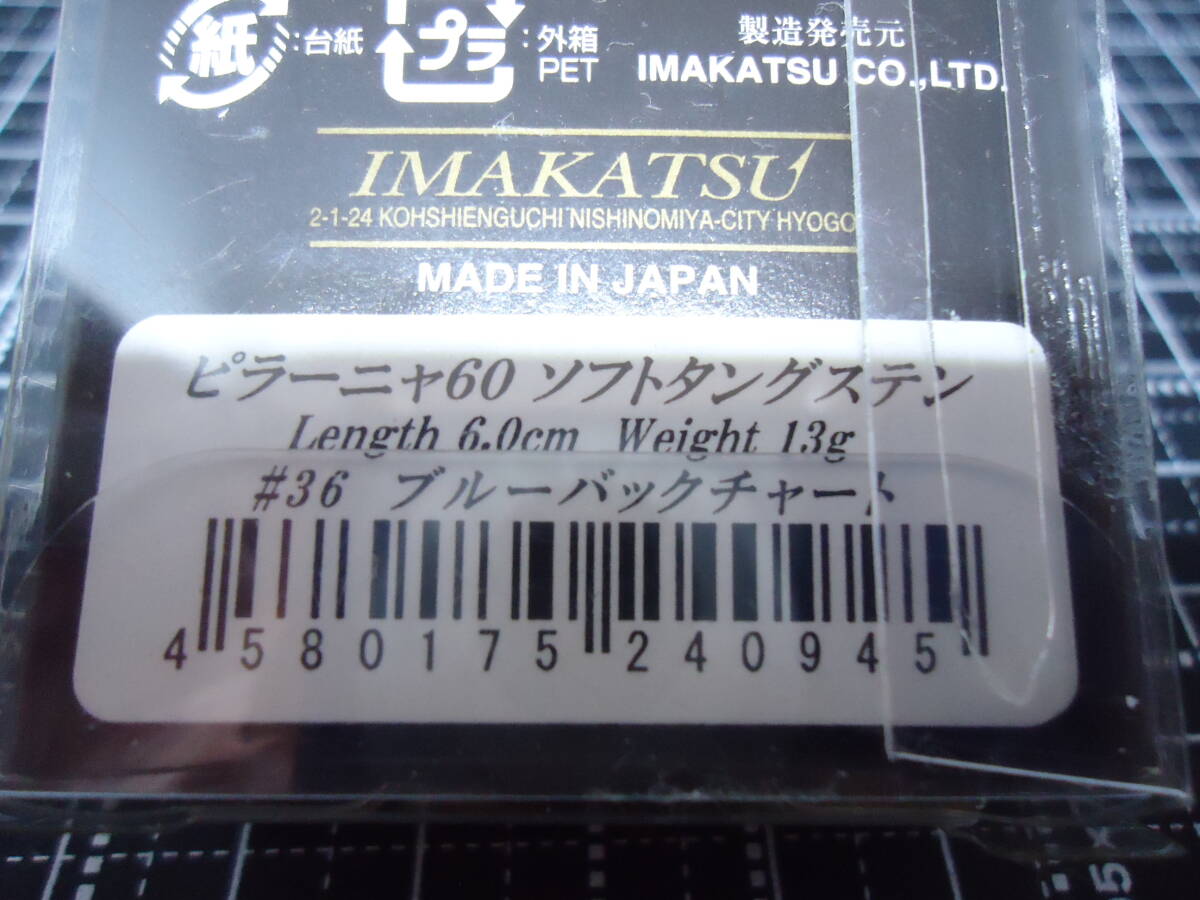 紙 :台紙 プラ :外箱 PET
製造発売元
IMAKATSU CO.,LTD.
IMAKATSU
2-1-24 KOHSHIENGUCHI NISHINOMIYA-CITY HYOGO
MADE IN JAPAN
ピラーニャ60 ソフトタングステン
Length 6.0cm Weight 13g
#36 ブルーバックチャート
4 580175 240945
5